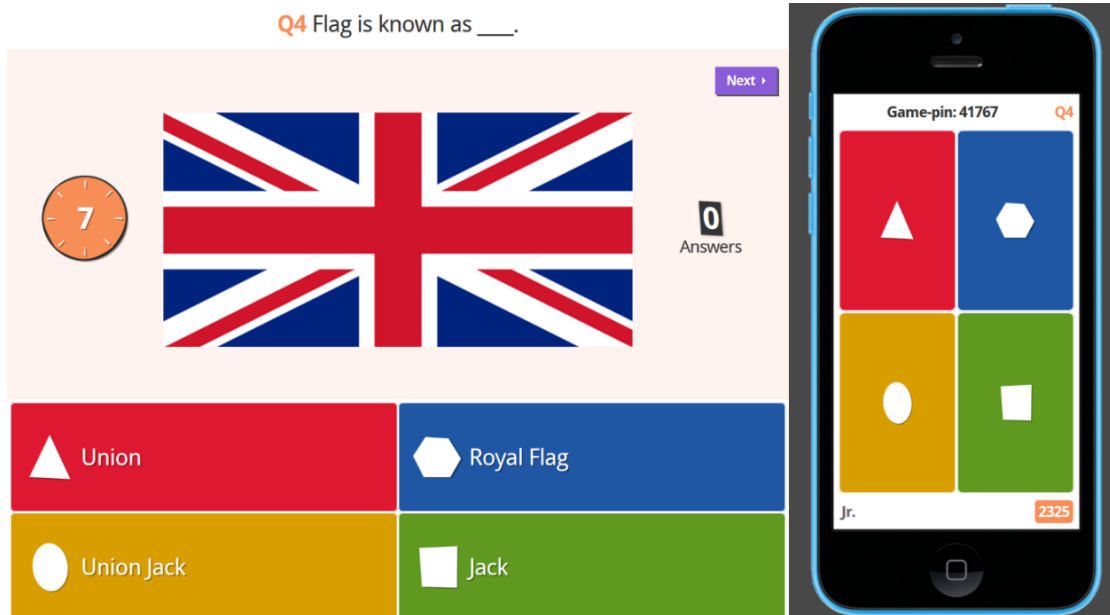 Q4 Flag is known as ___.
Next
7
0
Answers
Union
Royal Flag
Union Jack
Jack
Game-pin: 41767 Q4
Jr. 2325